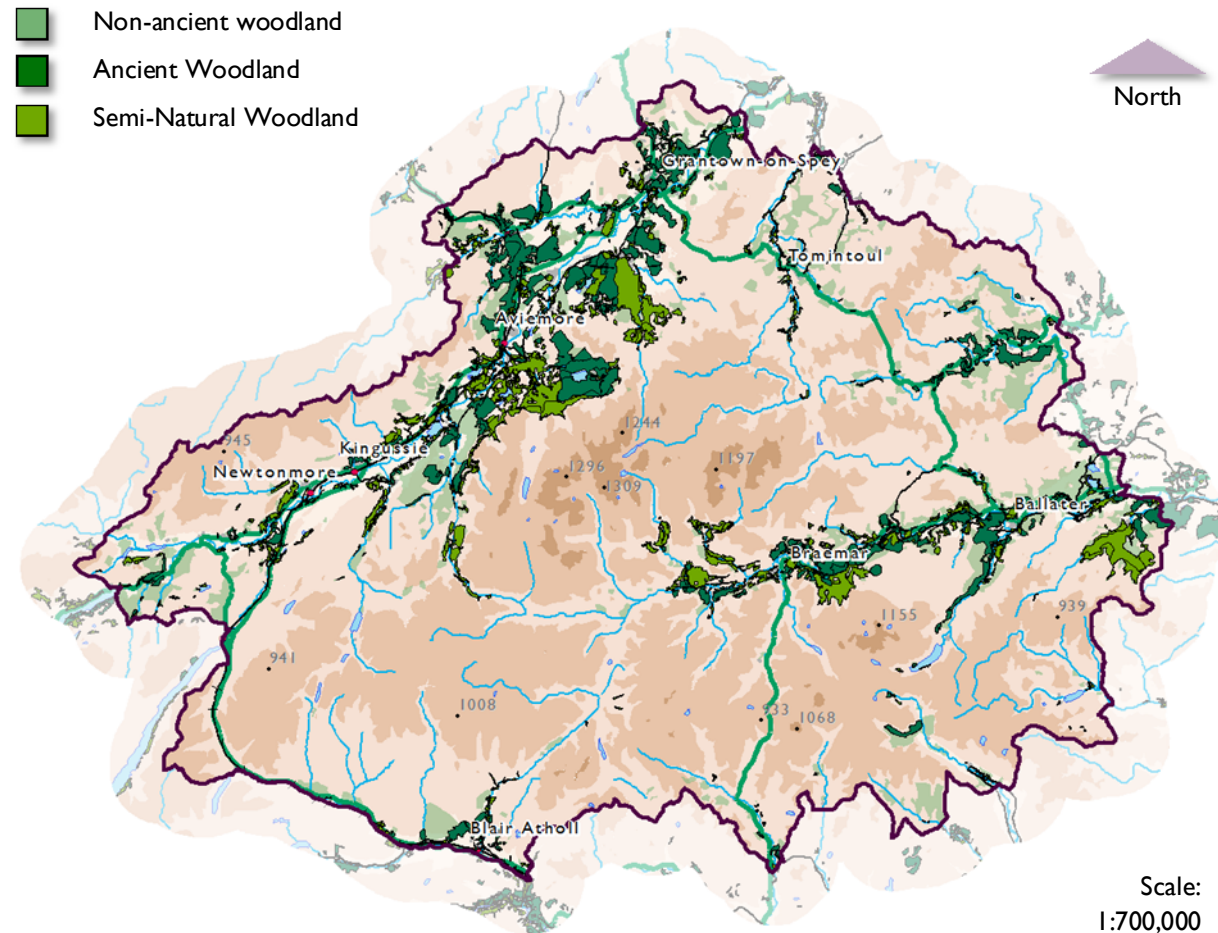 Non-ancient woodland
Ancient Woodland
Semi-Natural Woodland
North
Grantown-on-Spey
Tomintoul
Aviemore
1244
945
Kingussie
1197
Newtonmore
1296
1309
Ballater
Braemar
939
1155
941
1008
933
1068
Blair Atholl
Scale:
1:700,000